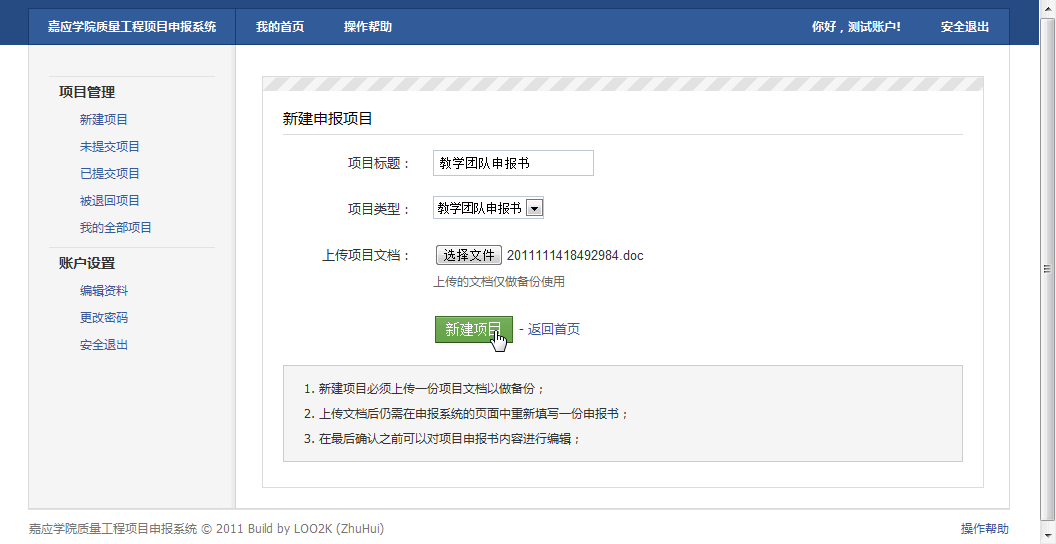 嘉应学院质量工程项目申报系统 我的首页 操作帮助 你好，测试账户! 安全退出
项目管理
新建项目
未提交项目
已提交项目
被退回项目
我的全部项目
账户设置
编辑资料
更改密码
安全退出
新建申报项目
项目标题： 教学团队申报书
项目类型： 教学团队申报书
上传项目文档： 选择文件 2011111418492984.doc
上传的文档仅做备份使用
新建项目 - 返回首页
1. 新建项目必须上传一份项目文档以做备份；
2. 上传文档后仍需在申报系统的页面中重新填写一份申报书；
3. 在最后确认之前可以对项目申报书内容进行编辑；
嘉应学院质量工程项目申报系统 © 2011 Build by LOO2K (ZhuHui) 操作帮助